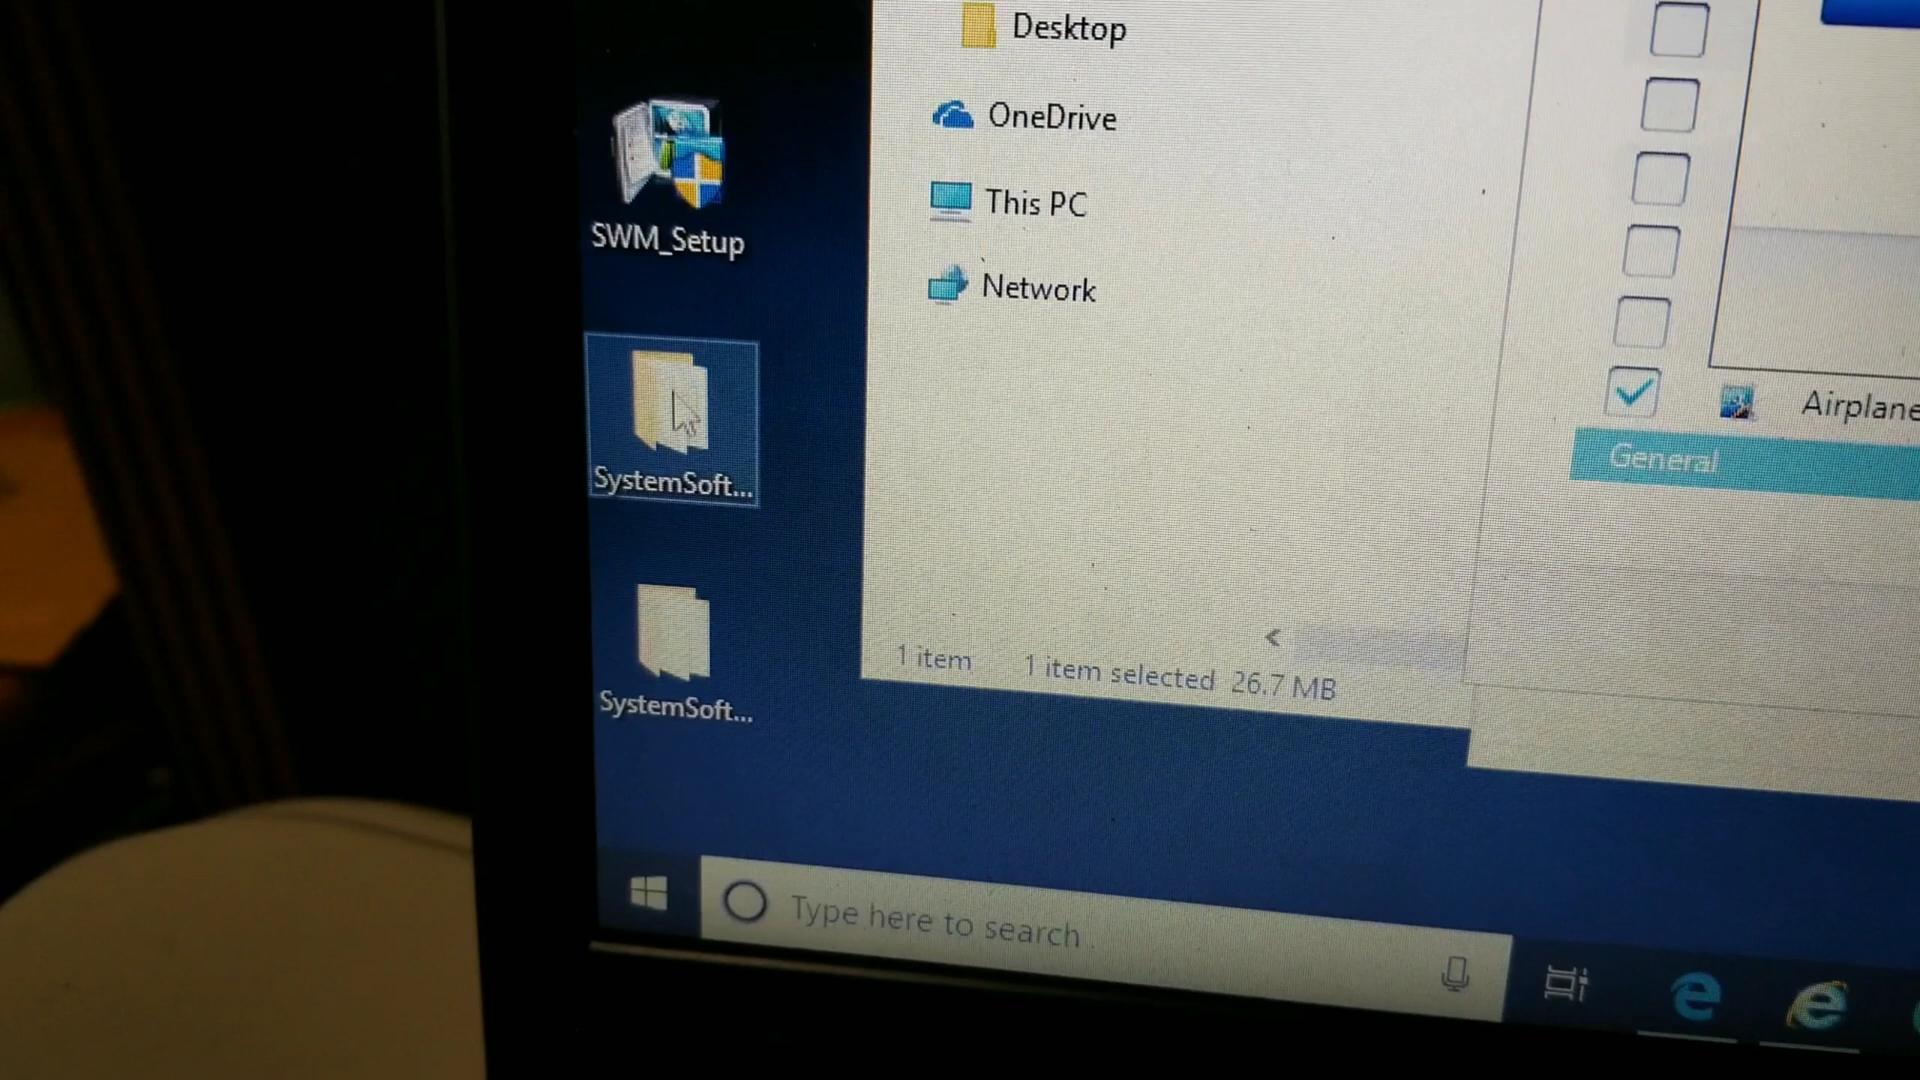 Desktop
OneDrive
This PC
Network
SWM_Setup
SystemSoft...
SystemSoft...
Airplane
General
1 item 1 item selected 26.7 MB
Type here to search